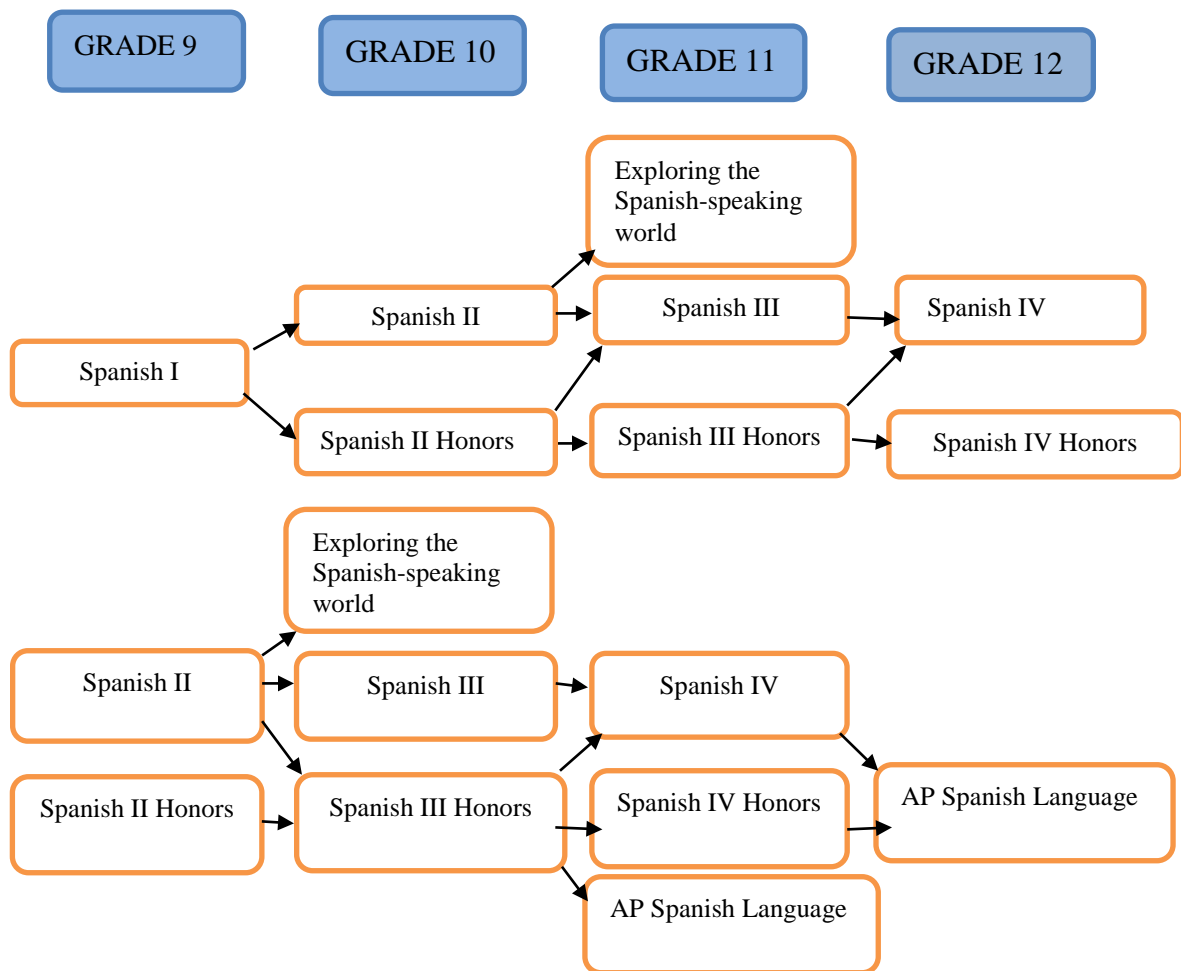 GRADE 9
GRADE 10
GRADE 11
GRADE 12
Exploring the
Spanish-speaking
world
Spanish II
Spanish III
Spanish IV
Spanish I
Spanish II Honors
Spanish III Honors
Spanish IV Honors
Exploring the
Spanish-speaking
world
Spanish II
Spanish III
Spanish IV
Spanish II Honors
Spanish III Honors
Spanish IV Honors
AP Spanish Language
AP Spanish Language